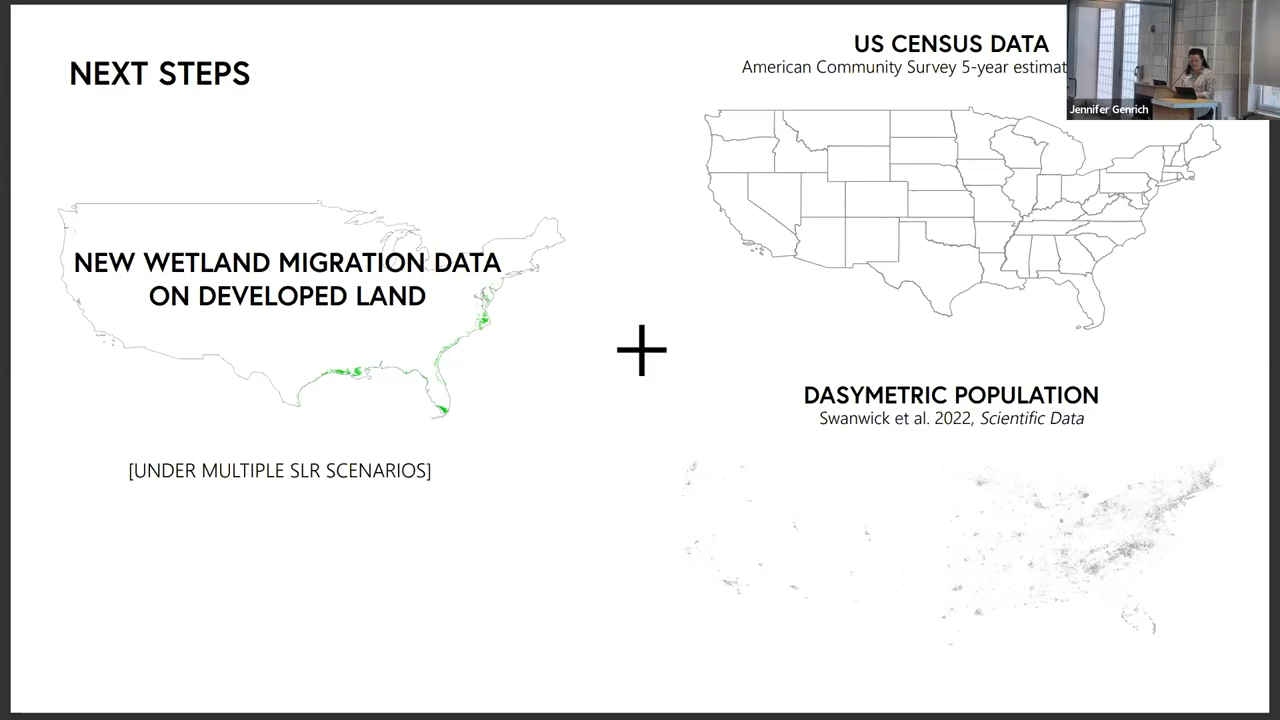 NEXT STEPS
US CENSUS DATA
American Community Survey 5-year estimat
Jennifer Genrich
NEW WETLAND MIGRATION DATA
ON DEVELOPED LAND
[UNDER MULTIPLE SLR SCENARIOS]
+
DASYMETRIC POPULATION
Swanwick et al. 2022, Scientific Data